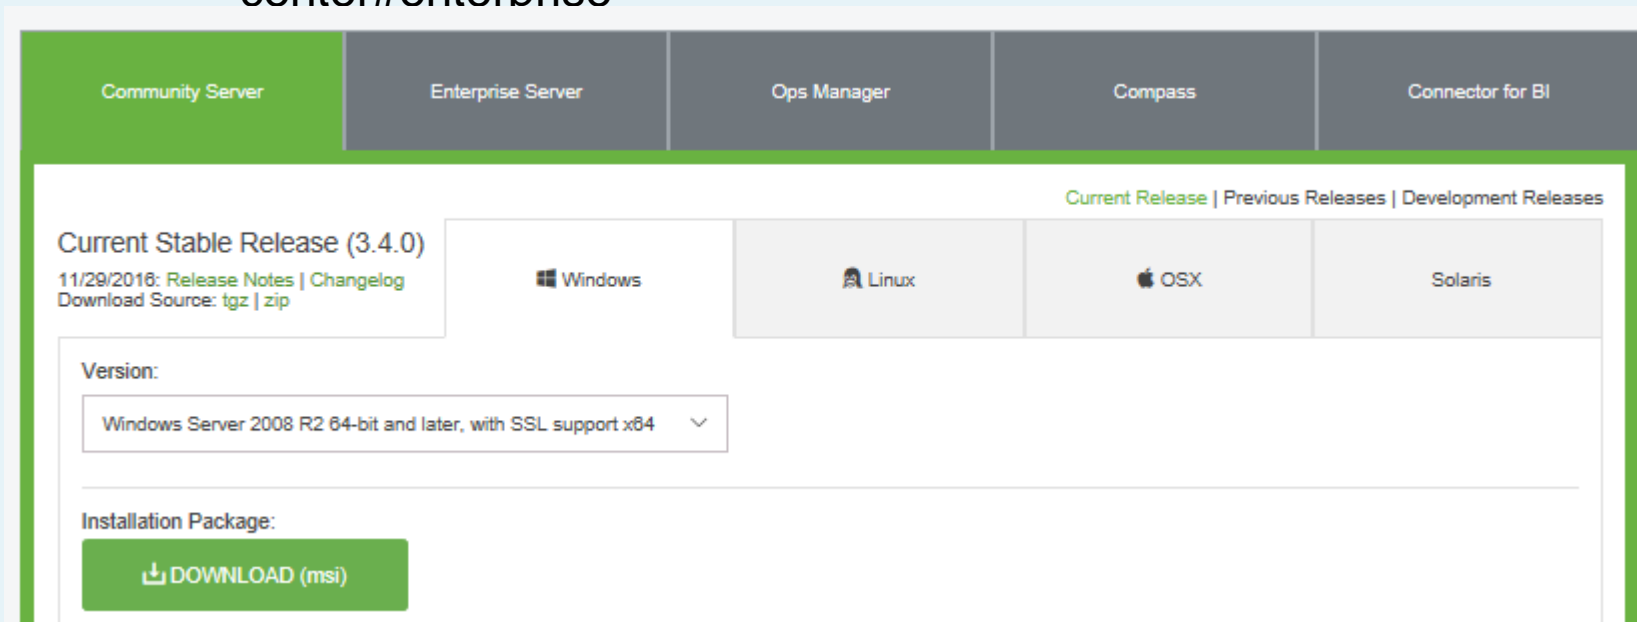 center#enterprise
Community Server
Enterprise Server
Ops Manager
Compass
Connector for BI
Current Release | Previous Releases | Development Releases
Current Stable Release (3.4.0)
11/29/2016: Release Notes | Changelog
Download Source: tgz | zip
Windows
Linux
OSX
Solaris
Version:
Windows Server 2008 R2 64-bit and later, with SSL support x64
Installation Package:
DOWNLOAD (msi)